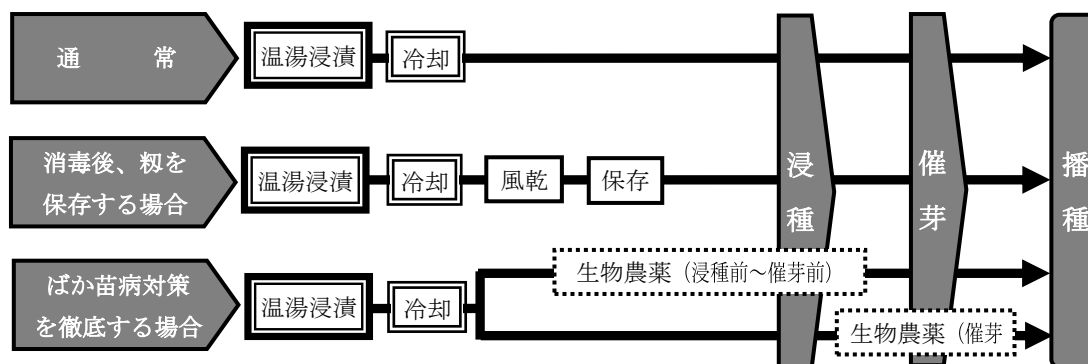 通　　　常
温湯浸漬
冷却
消毒後、籾を
保存する場合
温湯浸漬
冷却
風乾
保存
ばか苗病対策
を徹底する場合
温湯浸漬
冷却
生物農薬（浸種前～催芽前）
生物農薬（催芽
浸種
催芽
播種